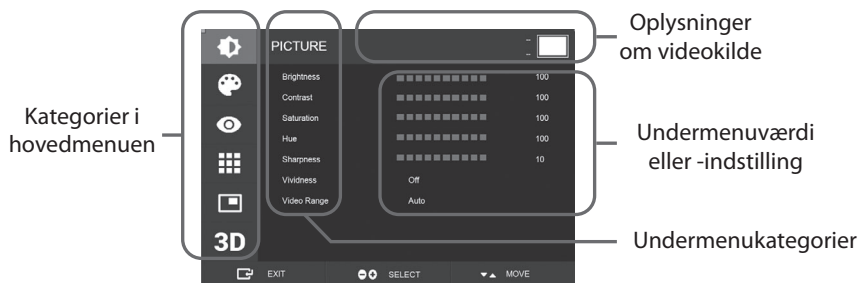 Oplysninger
om videokilde
Kategorier i
hovedmenuen
PICTURE
Brightness 100
Contrast 100
Saturation 100
Hue 100
Sharpness 10
Vividness Off
Video Range Auto
3D
EXIT SELECT MOVE
Undermenuværdi
eller -indstilling
Undermenukategorier